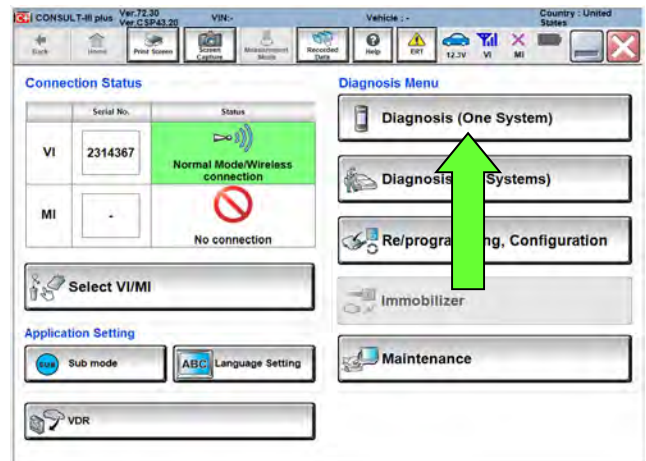 CONSULT-III plus Ver.72.30 VIN:- Vehicle : - Country : United
Ver.CSP43.20 States
Back Home Print Screen Screen Capture Measurement Mode Recorded Data Help ERT 12.3V VI MI
Connection Status
Serial No. Status
VI 2314367 Normal Mode/Wireless
connection
MI - No connection
Select VI/MI
Application Setting
SUB Sub mode
ABC Language Setting
VDR
Diagnosis Menu
Diagnosis (One System)
Diagnosis Systems)
Re/programming, Configuration
Immobilizer
Maintenance